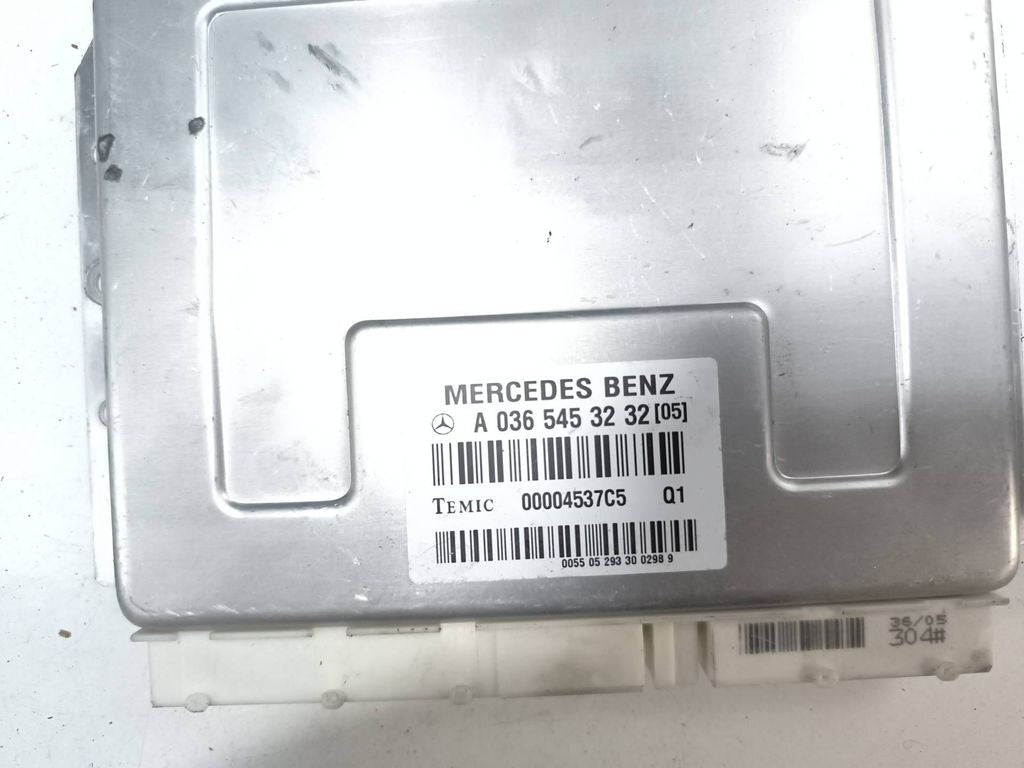 MERCEDES BENZ
A 036 545 32 32 [05]
TEMIC 00004537C5 Q1
0055 05 293 30 0298 9
36/05
304#